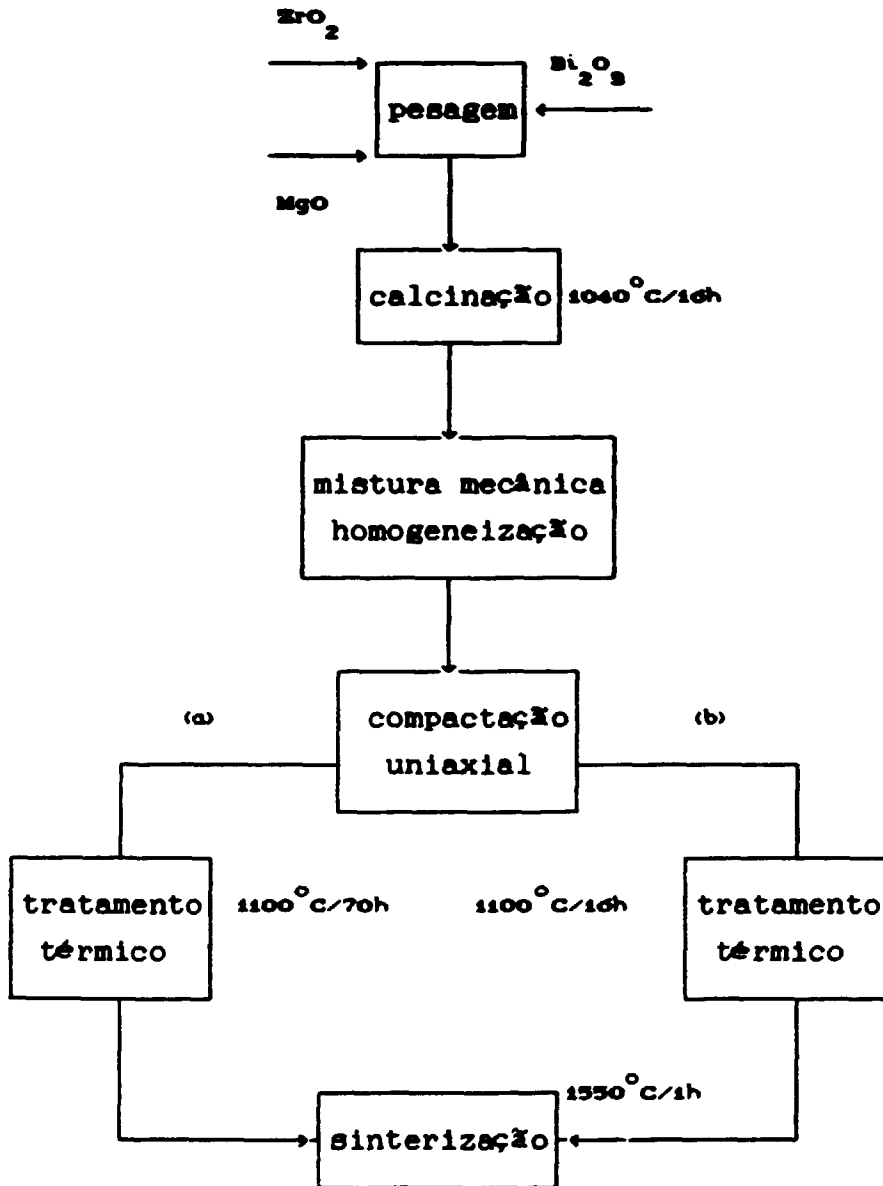 ZrO2
Bi2O3
pesagem
MgO
calcinação 1040°C/16h
mistura mecânica
homogeneização
(a)
compactação
uniaxial
(b)
tratamento
térmico
1100°C/70h
1100°C/16h
tratamento
térmico
1550°C/1h
sinterização